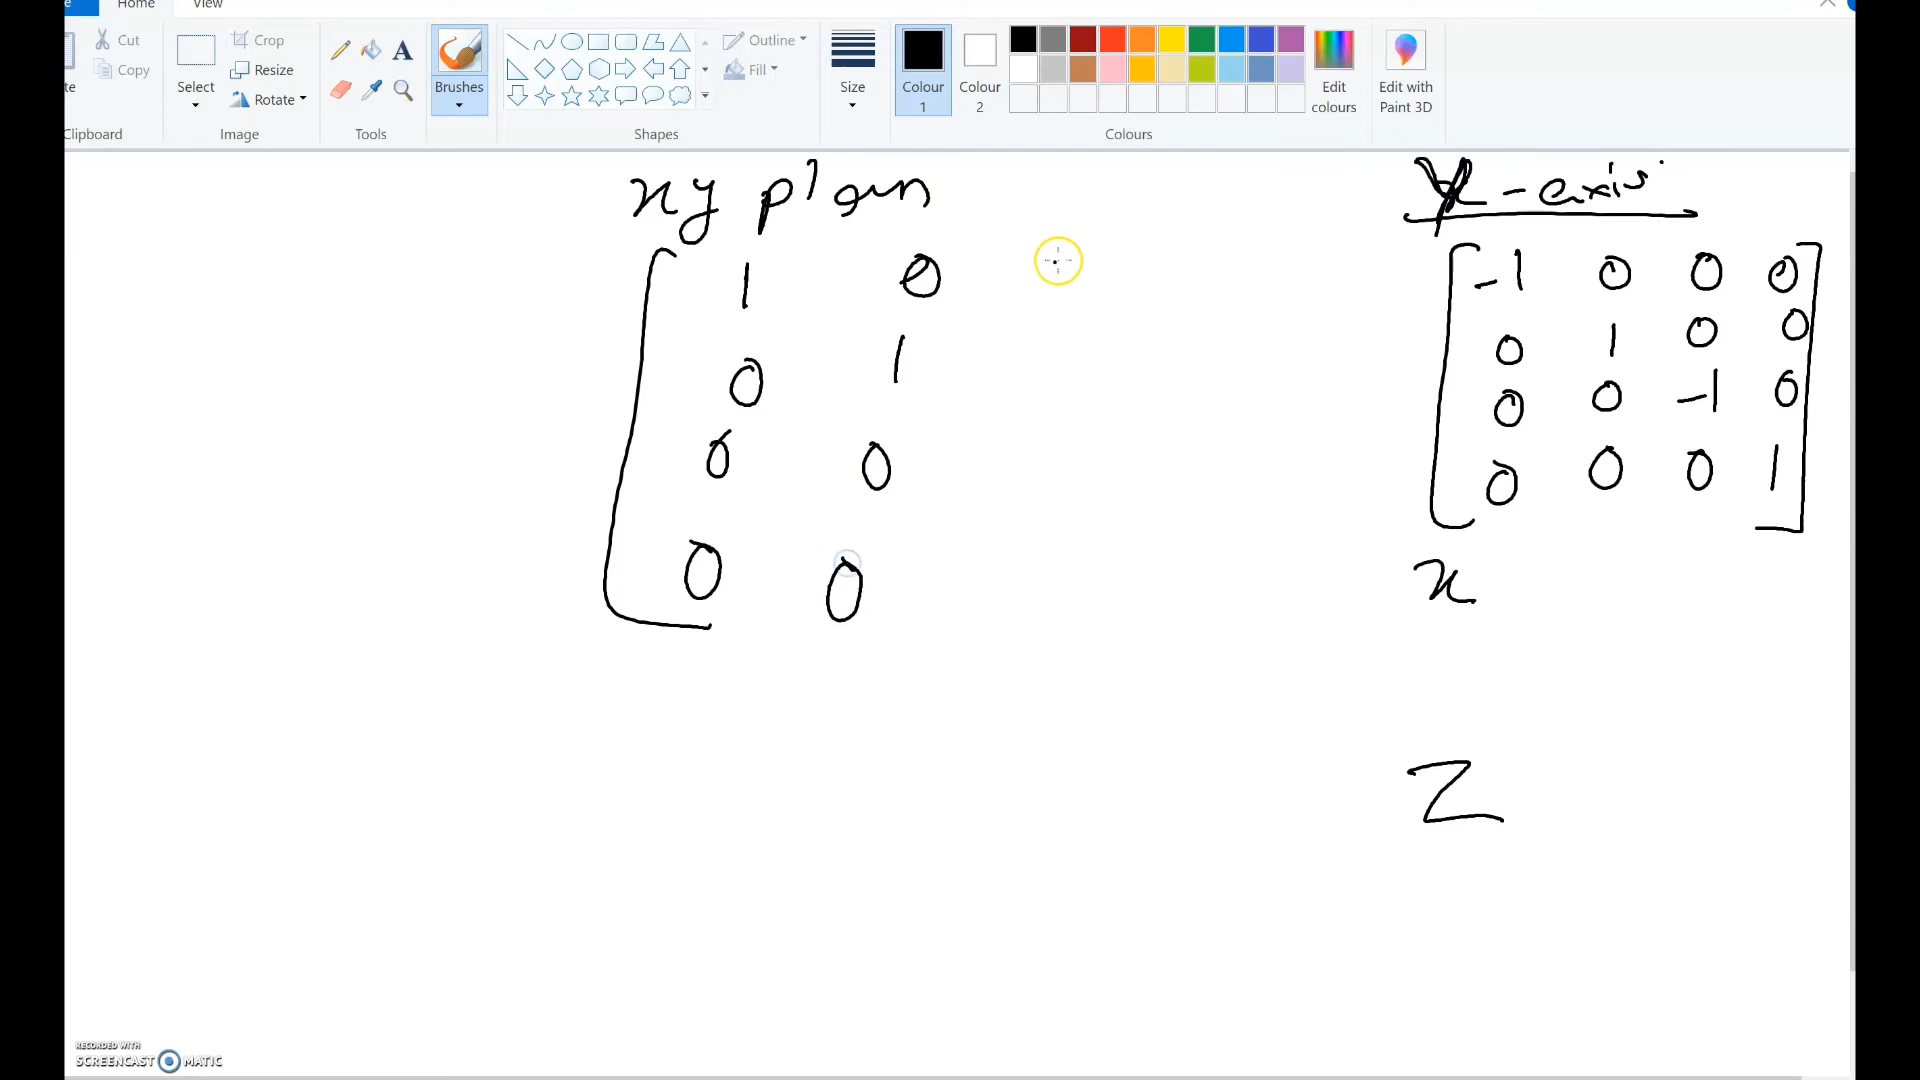 Home View
Cut
Copy
te
Clipboard
Select
Crop
Resize
Rotate
Image
Tools
Brushes
Outline
Fill
Shapes
Size
Colour 1
Colour 2
Edit colours
Edit with Paint 3D
Colours
xy plan
1 0
0 1
0 0
0 0
-axis
-1 0 0 0
0 1 0 0
0 0 -1 0
0 0 0 1
x
Z
RECORDED WITH
SCREENCAST MATIC